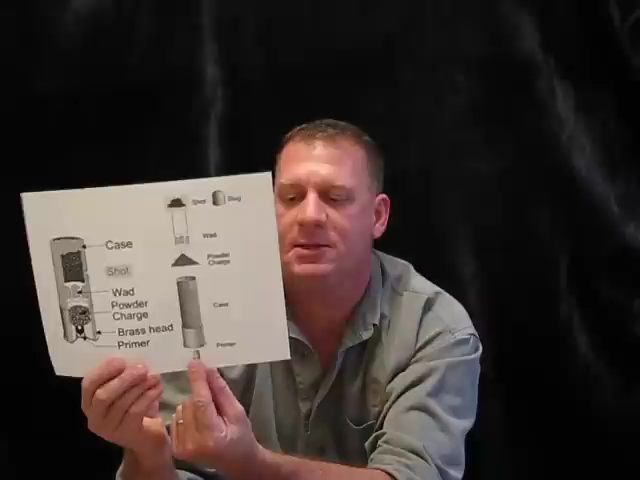 Case
Shot
Wad
Powder
Charge
Brass head
Primer
Shot Slug
Wad
Powder
Charge
Case
Primer